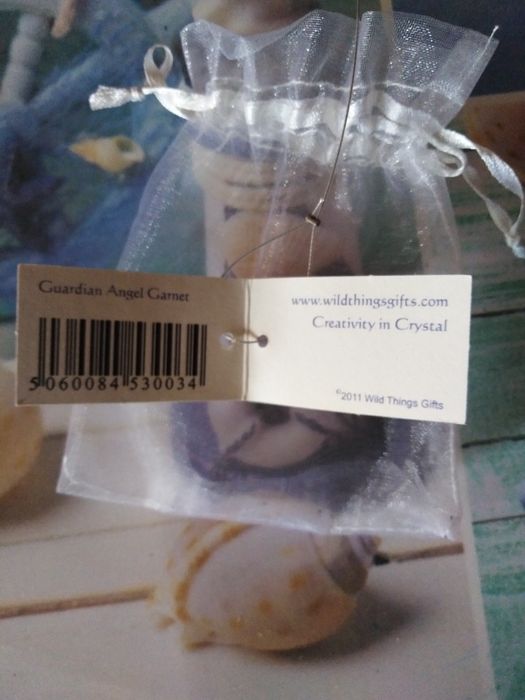 Guardian Angel Garnet
5 060084 530034
www.wildthingsgifts.com
Creativity in Crystal
©2011 Wild Things Gifts